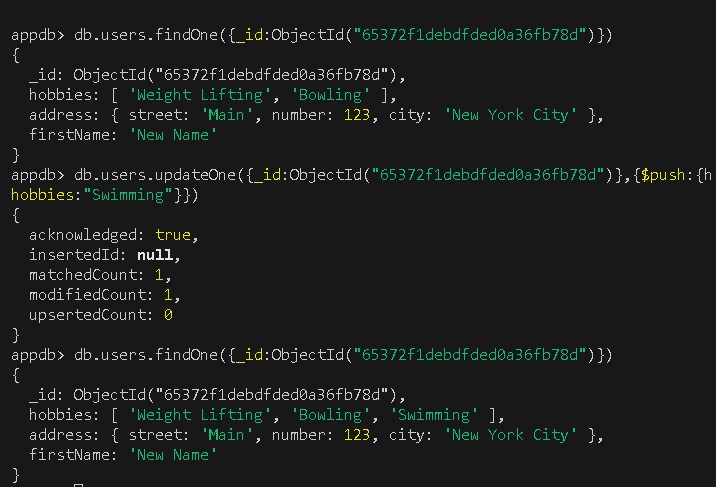 appdb> db.users.findOne({_id:ObjectId("65372f1debdfded0a36fb78d")})
{
  _id: ObjectId("65372f1debdfded0a36fb78d"),
  hobbies: [ 'Weight Lifting', 'Bowling' ],
  address: { street: 'Main', number: 123, city: 'New York City' },
  firstName: 'New Name'
}
appdb> db.users.updateOne({_id:ObjectId("65372f1debdfded0a36fb78d")},{$push:{h
hobbies:"Swimming"}})
{
  acknowledged: true,
  insertedId: null,
  matchedCount: 1,
  modifiedCount: 1,
  upsertedCount: 0
}
appdb> db.users.findOne({_id:ObjectId("65372f1debdfded0a36fb78d")})
{
  _id: ObjectId("65372f1debdfded0a36fb78d"),
  hobbies: [ 'Weight Lifting', 'Bowling', 'Swimming' ],
  address: { street: 'Main', number: 123, city: 'New York City' },
  firstName: 'New Name'
}